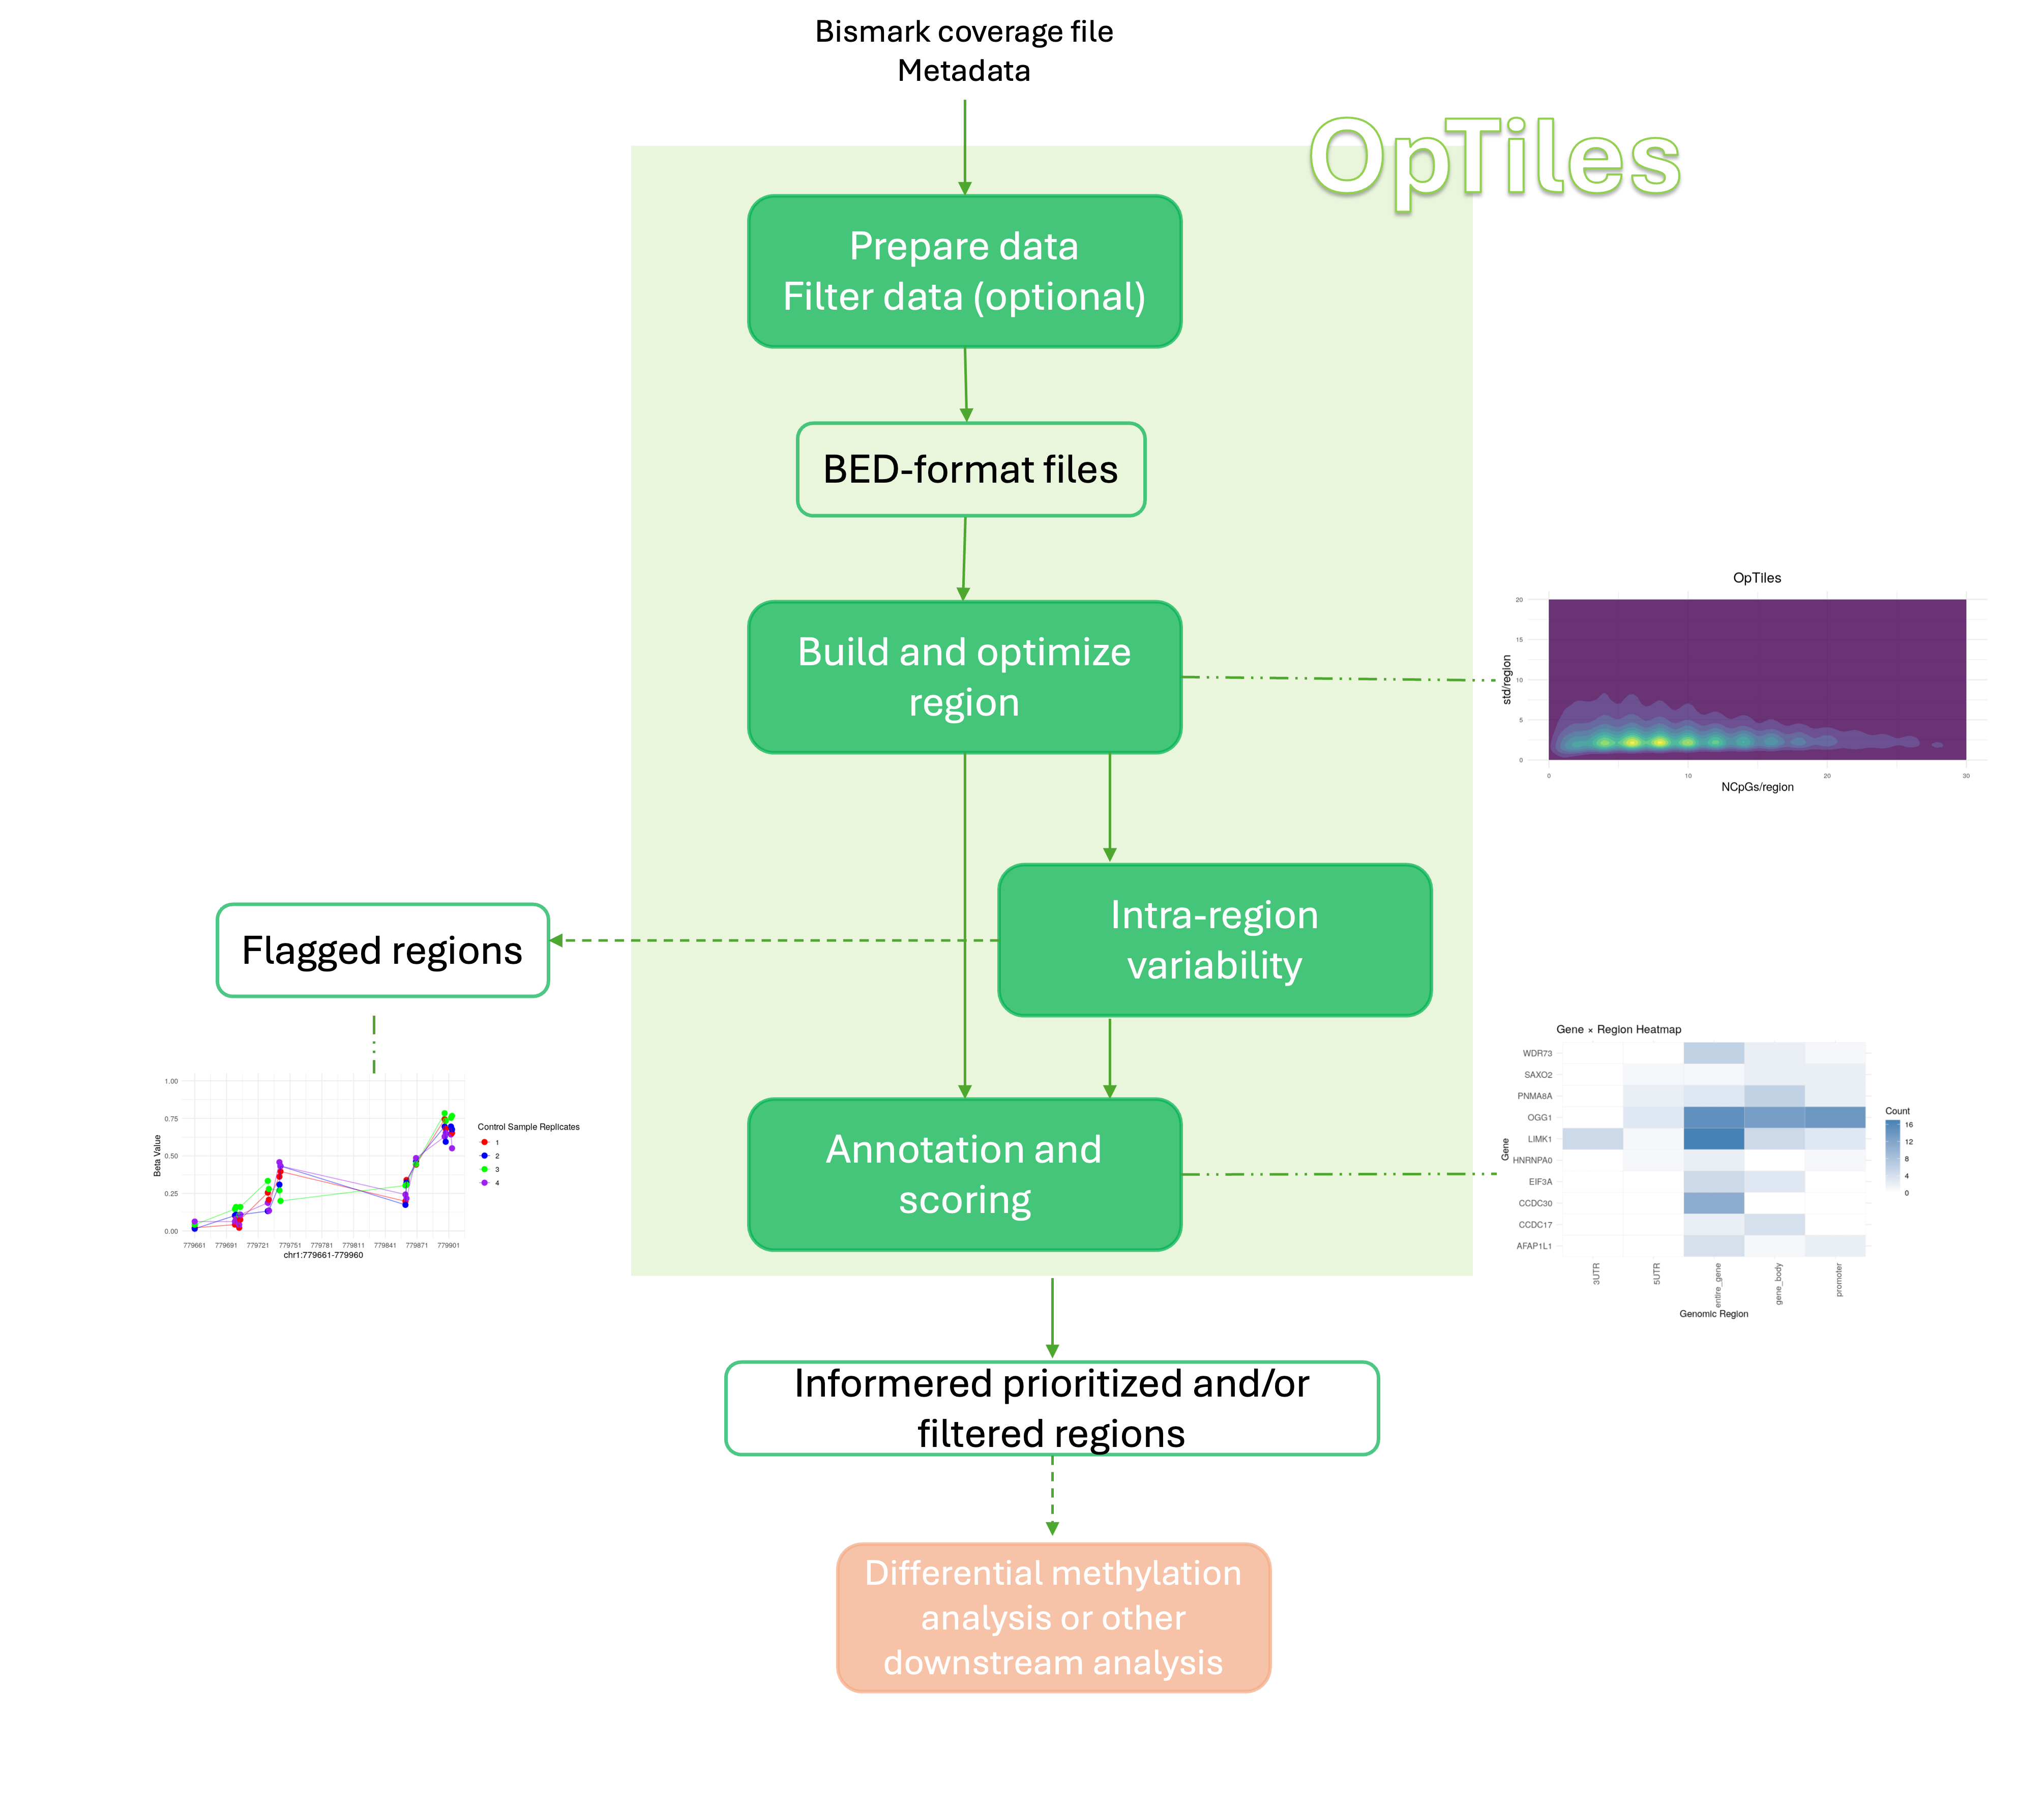 Bismark coverage file
Metadata
OpTiles
Prepare data
Filter data (optional)
BED-format files
Build and optimize
region
OpTiles
20
15
10
5
0
std/region
0
10
20
30
NCpGs/region
Intra-region
variability
Flagged regions
1.00
0.75
0.50
0.25
0.00
Beta Value
779661
779691
779721
779751
779781
779811
779841
779871
779901
chr1:779661-779960
Control Sample Replicates
1
2
3
4
Annotation and
scoring
Gene × Region Heatmap
WDR73
SAXO2
PNMA8A
OGG1
LIMK1
HNRNPA0
EIF3A
CCDC30
CCDC17
AFAP1L1
Gene
3UTR
5UTR
entire_gene
gene_body
promoter
Genomic Region
Count
16
12
8
4
0
Informered prioritized and/or
filtered regions
Differential methylation
analysis or other
downstream analysis